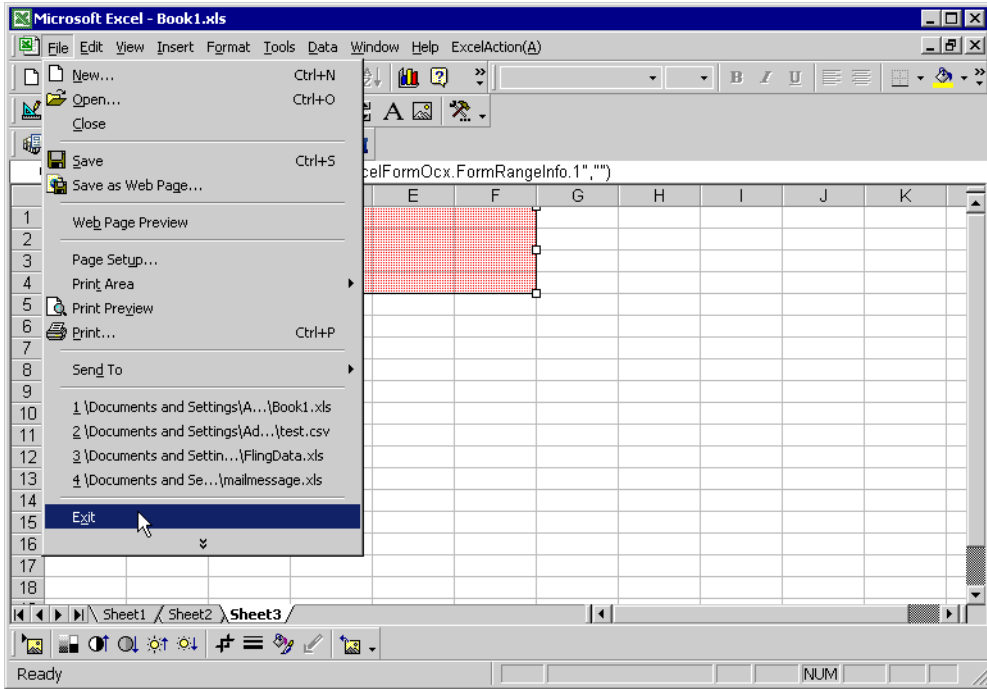 Microsoft Excel - Book1.xls
File Edit View Insert Format Tools Data Window Help ExcelAction(A)
New... Ctrl+N
Open... Ctrl+O
Close
Save Ctrl+S
Save as Web Page...
Web Page Preview
Page Setup...
Print Area
Print Preview
Print... Ctrl+P
Send To
1 \Documents and Settings\A...\Book1.xls
2 \Documents and Settings\Ad...\test.csv
3 \Documents and Settin...\FlingData.xls
4 \Documents and Se...\mailmessage.xls
Exit
B I U
A
elFormOcx.FormRangeInfo.1","")
E F G H I J K
1
2
3
4
5
6
7
8
9
10
11
12
13
14
15
16
17
18
Sheet1 Sheet2 Sheet3
Ready NUM